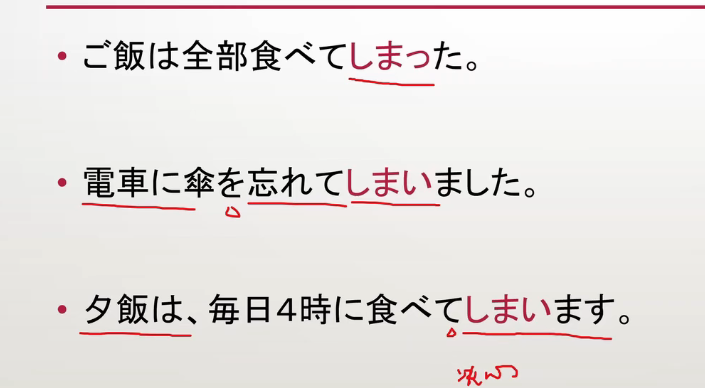 • ご飯は全部食べてしまった。
• 電車に傘を忘れてしまいました。
• 夕飯は、毎日4時に食べてしまいます。